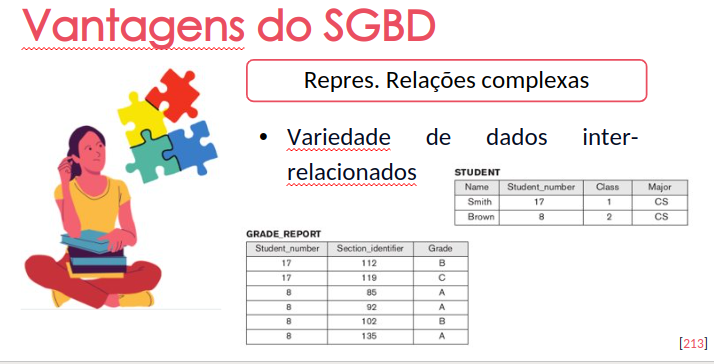 Vantagens do SGBD
Repres. Relações complexas
• Variedade de dados inter-
relacionados
STUDENT
Name Student_number Class Major
Smith 17 1 CS
Brown 8 2 CS
GRADE_REPORT
Student_number Section_identifier Grade
17 112 B
17 119 C
8 85 A
8 92 A
8 102 B
8 135 A
[213]